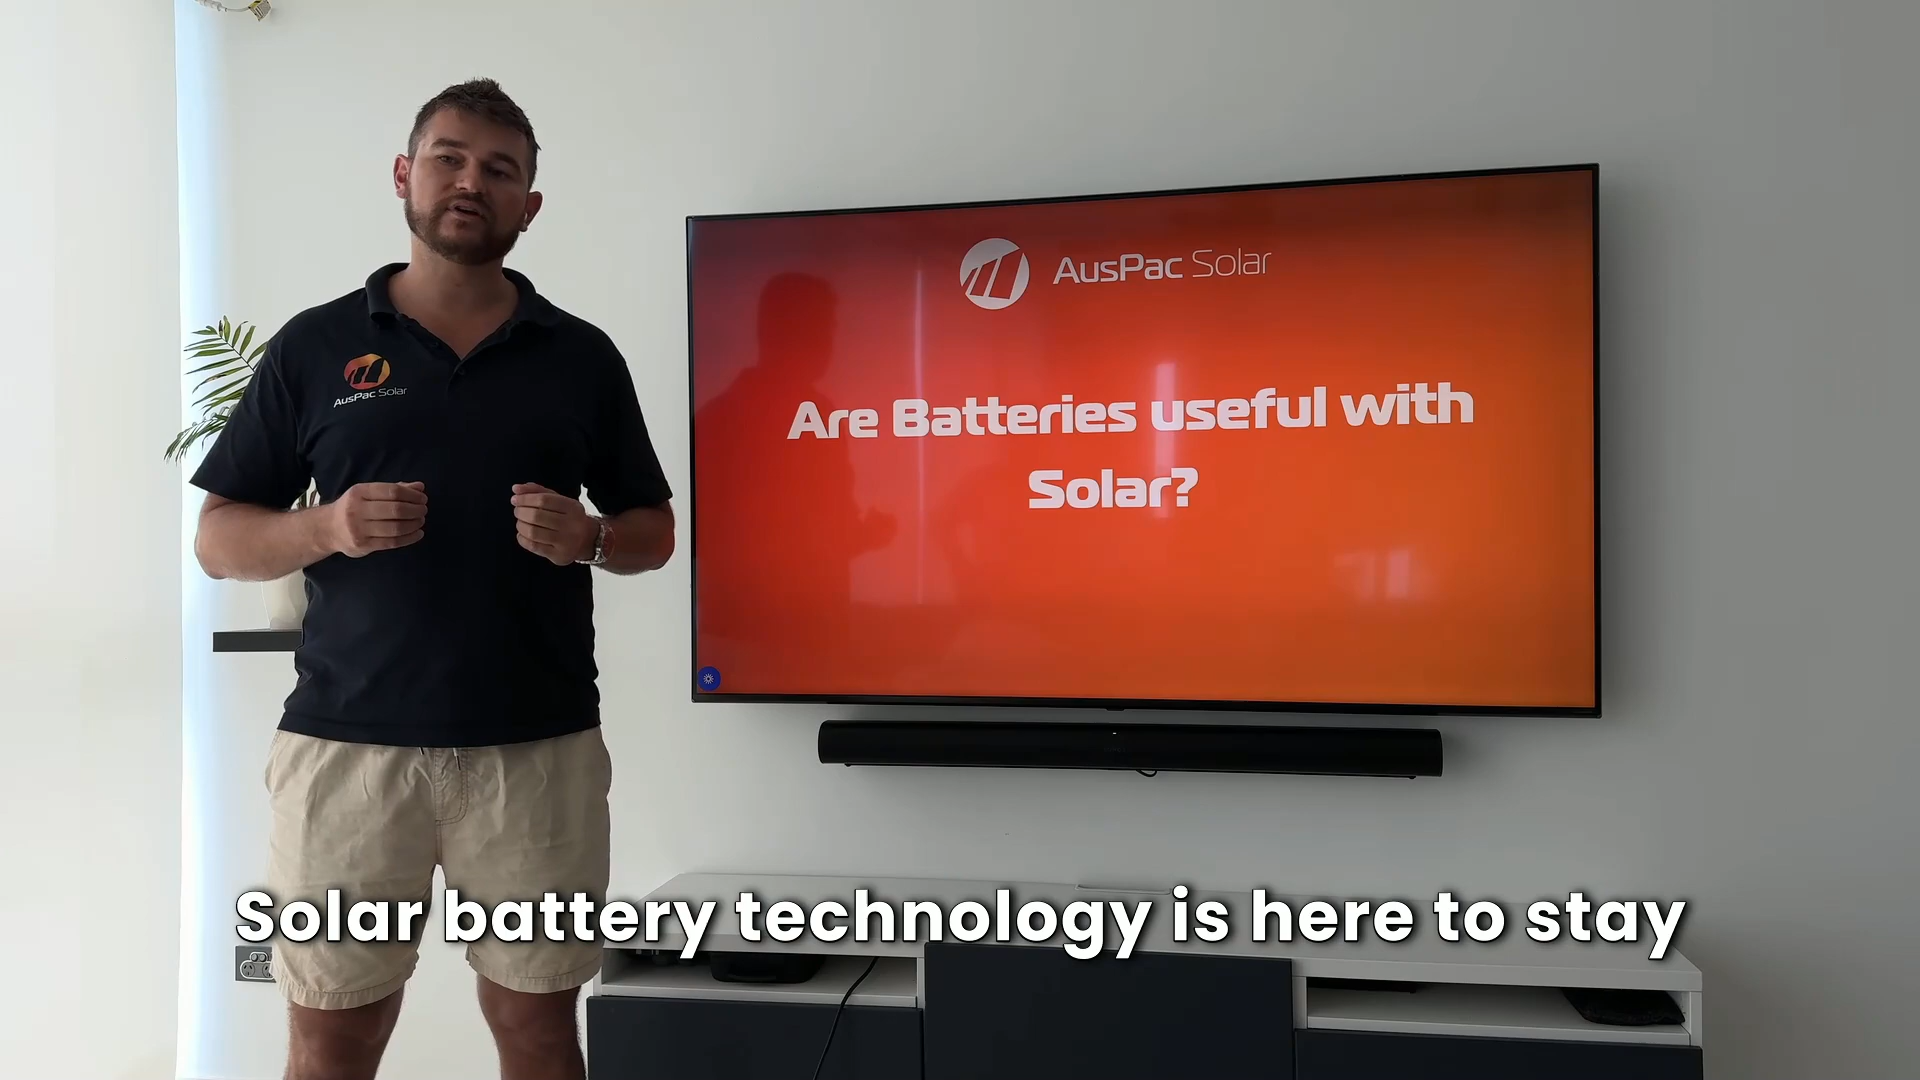 AusPac Solar
Are Batteries useful with
Solar?
AusPac Solar
Solar battery technology is here to stay